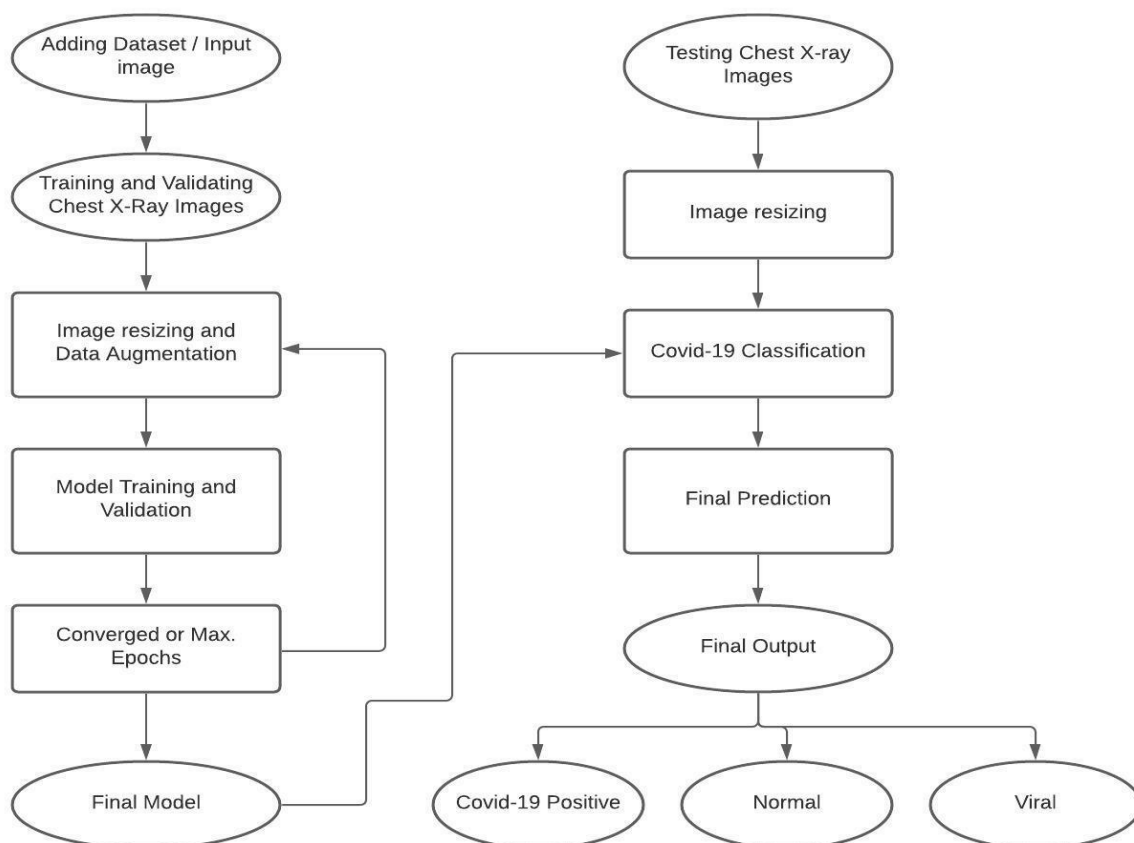 Adding Dataset / Input
image
Training and Validating
Chest X-Ray Images
Image resizing and
Data Augmentation
Model Training and
Validation
Converged or Max.
Epochs
Final Model
Testing Chest X-ray
Images
Image resizing
Covid-19 Classification
Final Prediction
Final Output
Covid-19 Positive
Normal
Viral